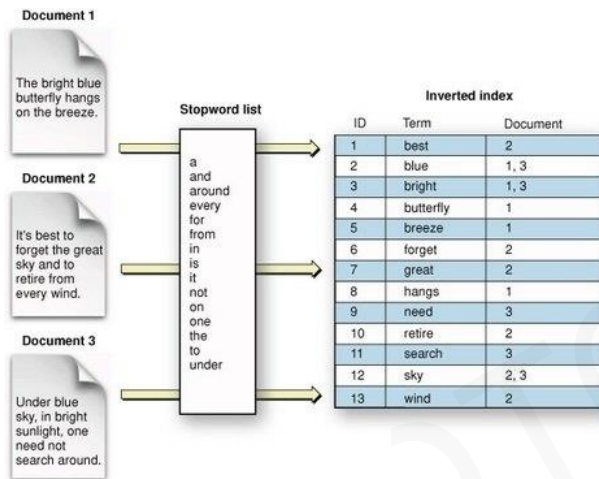 Document 1
The bright blue
butterfly hangs
on the breeze.
Document 2
It's best to
forget the great
sky and to
retire from
every wind.
Document 3
Under blue
sky, in bright
sunlight, one
need not
search around.
Stopword list
a
and
around
every
for
from
in
is
it
not
on
one
the
to
under
Inverted index
ID Term Document
1 best 2
2 blue 1, 3
3 bright 1, 3
4 butterfly 1
5 breeze 1
6 forget 2
7 great 2
8 hangs 1
9 need 3
10 retire 2
11 search 3
12 sky 2, 3
13 wind 2